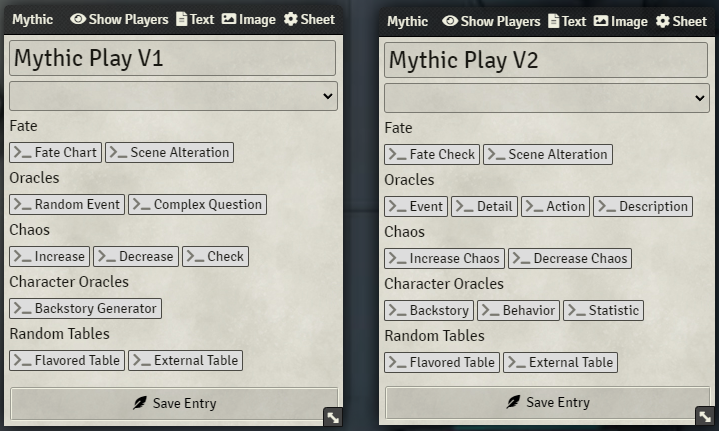 Mythic Show Players Text Image Sheet
Mythic Play V1
Fate
Fate Chart Scene Alteration
Oracles
Random Event Complex Question
Chaos
Increase Decrease Check
Character Oracles
Backstory Generator
Random Tables
Flavored Table External Table
Save Entry
Mythic Show Players Text Image Sheet
Mythic Play V2
Fate
Fate Check Scene Alteration
Oracles
Event Detail Action Description
Chaos
Increase Chaos Decrease Chaos
Character Oracles
Backstory Behavior Statistic
Random Tables
Flavored Table External Table
Save Entry